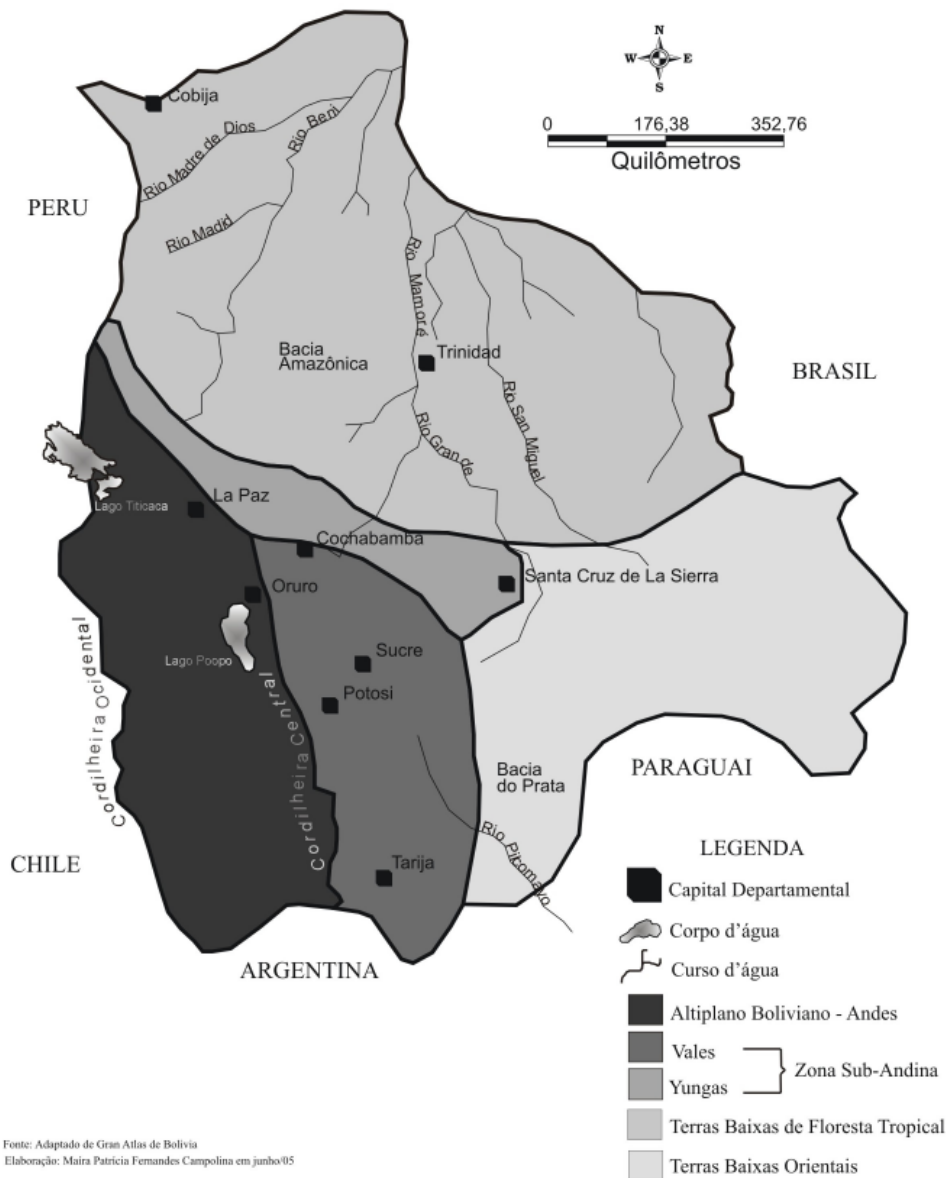 N
W E
S
0 176,38 352,76
Quilômetros
Cobija
Rio Madre de Dios
Rio Beni
PERU
Rio Madid
Rio Mamoré
Bacia
Amazônica
Trinidad
BRASIL
Rio San Miguel
Rio Grande
Lago Titicaca
La Paz
Cochabamba
Santa Cruz de La Sierra
Oruro
Cordilheira Ocidental
Lago Poopo
Sucre
Cordilheira Central
Potosi
Bacia
do Prata
PARAGUAI
Rio Pilcomayo
CHILE
Tarija
ARGENTINA
LEGENDA
Capital Departamental
Corpo d'água
Curso d'água
Altiplano Boliviano - Andes
Vales
Zona Sub-Andina
Yungas
Terras Baixas de Floresta Tropical
Terras Baixas Orientais
Fonte: Adaptado de Gran Atlas de Bolivia
Elaboração: Maira Patrícia Fernandes Campolina em junho/05